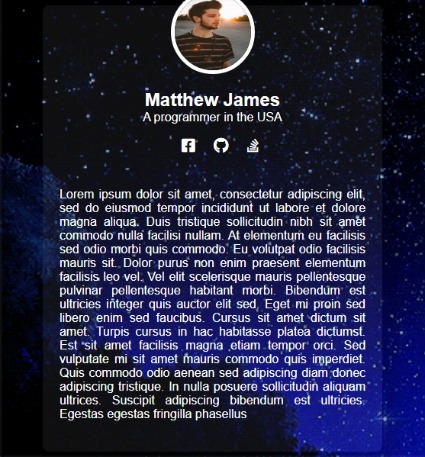 Matthew James
A programmer in the USA
Lorem ipsum dolor sit amet, consectetur adipiscing elit,
sed do eiusmod tempor incididunt ut labore et dolore
magna aliqua. Duis tristique sollicitudin nibh sit amet
commodo nulla facilisi nullam. At elementum eu facilisis
sed odio morbi quis commodo. Eu volutpat odio facilisis
mauris sit. Dolor purus non enim praesent elementum
facilisis leo vel. Vel elit scelerisque mauris pellentesque
pulvinar pellentesque habitant morbi. Bibendum est
ultricies integer quis auctor elit sed. Eget mi proin sed
libero enim sed faucibus. Cursus sit amet dictum sit
amet. Turpis cursus in hac habitasse platea dictumst.
Est sit amet facilisis magna etiam tempor orci. Sed
vulputate mi sit amet mauris commodo quis imperdiet.
Quis commodo odio aenean sed adipiscing diam donec
adipiscing tristique. In nulla posuere sollicitudin aliquam
ultrices. Suscipit adipiscing bibendum est ultricies.
Egestas egestas fringilla phasellus